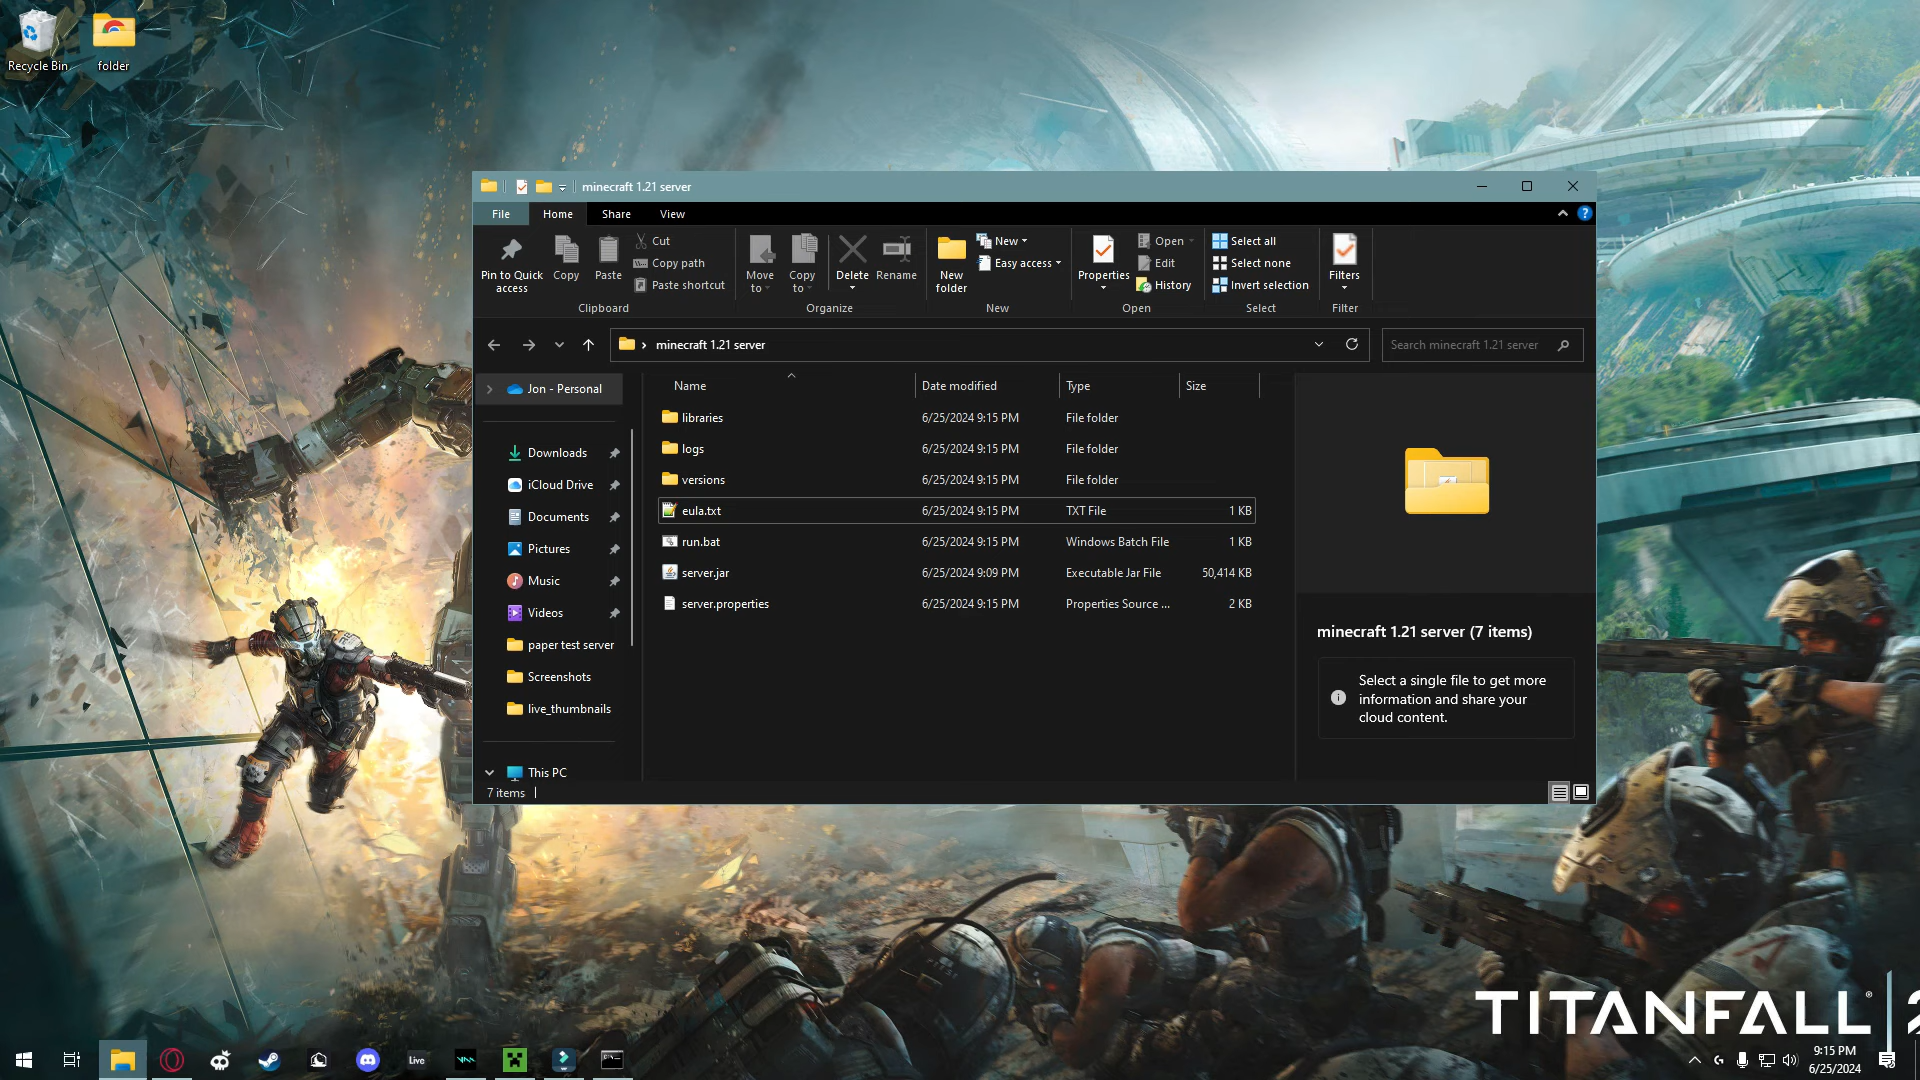 Recycle Bin
folder
minecraft 1.21 server
File Home Share View
Pin to Quick access
Copy
Paste
Cut
Copy path
Paste shortcut
Clipboard
Move to
Copy to
Delete
Rename
Organize
New folder
New
Easy access
New
Properties
Open
Edit
History
Open
Select all
Select none
Invert selection
Select
Filters
Filter
minecraft 1.21 server
Search minecraft 1.21 server
Jon - Personal
Downloads
iCloud Drive
Documents
Pictures
Music
Videos
paper test server
Screenshots
live_thumbnails
This PC
Name Date modified Type Size
libraries 6/25/2024 9:15 PM File folder
logs 6/25/2024 9:15 PM File folder
versions 6/25/2024 9:15 PM File folder
eula.txt 6/25/2024 9:15 PM TXT File 1 KB
run.bat 6/25/2024 9:15 PM Windows Batch File 1 KB
server.jar 6/25/2024 9:09 PM Executable Jar File 50,414 KB
server.properties 6/25/2024 9:15 PM Properties Source ... 2 KB
minecraft 1.21 server (7 items)
Select a single file to get more
information and share your
cloud content.
7 items
TITANFALL® 2
Live
9:15 PM
6/25/2024